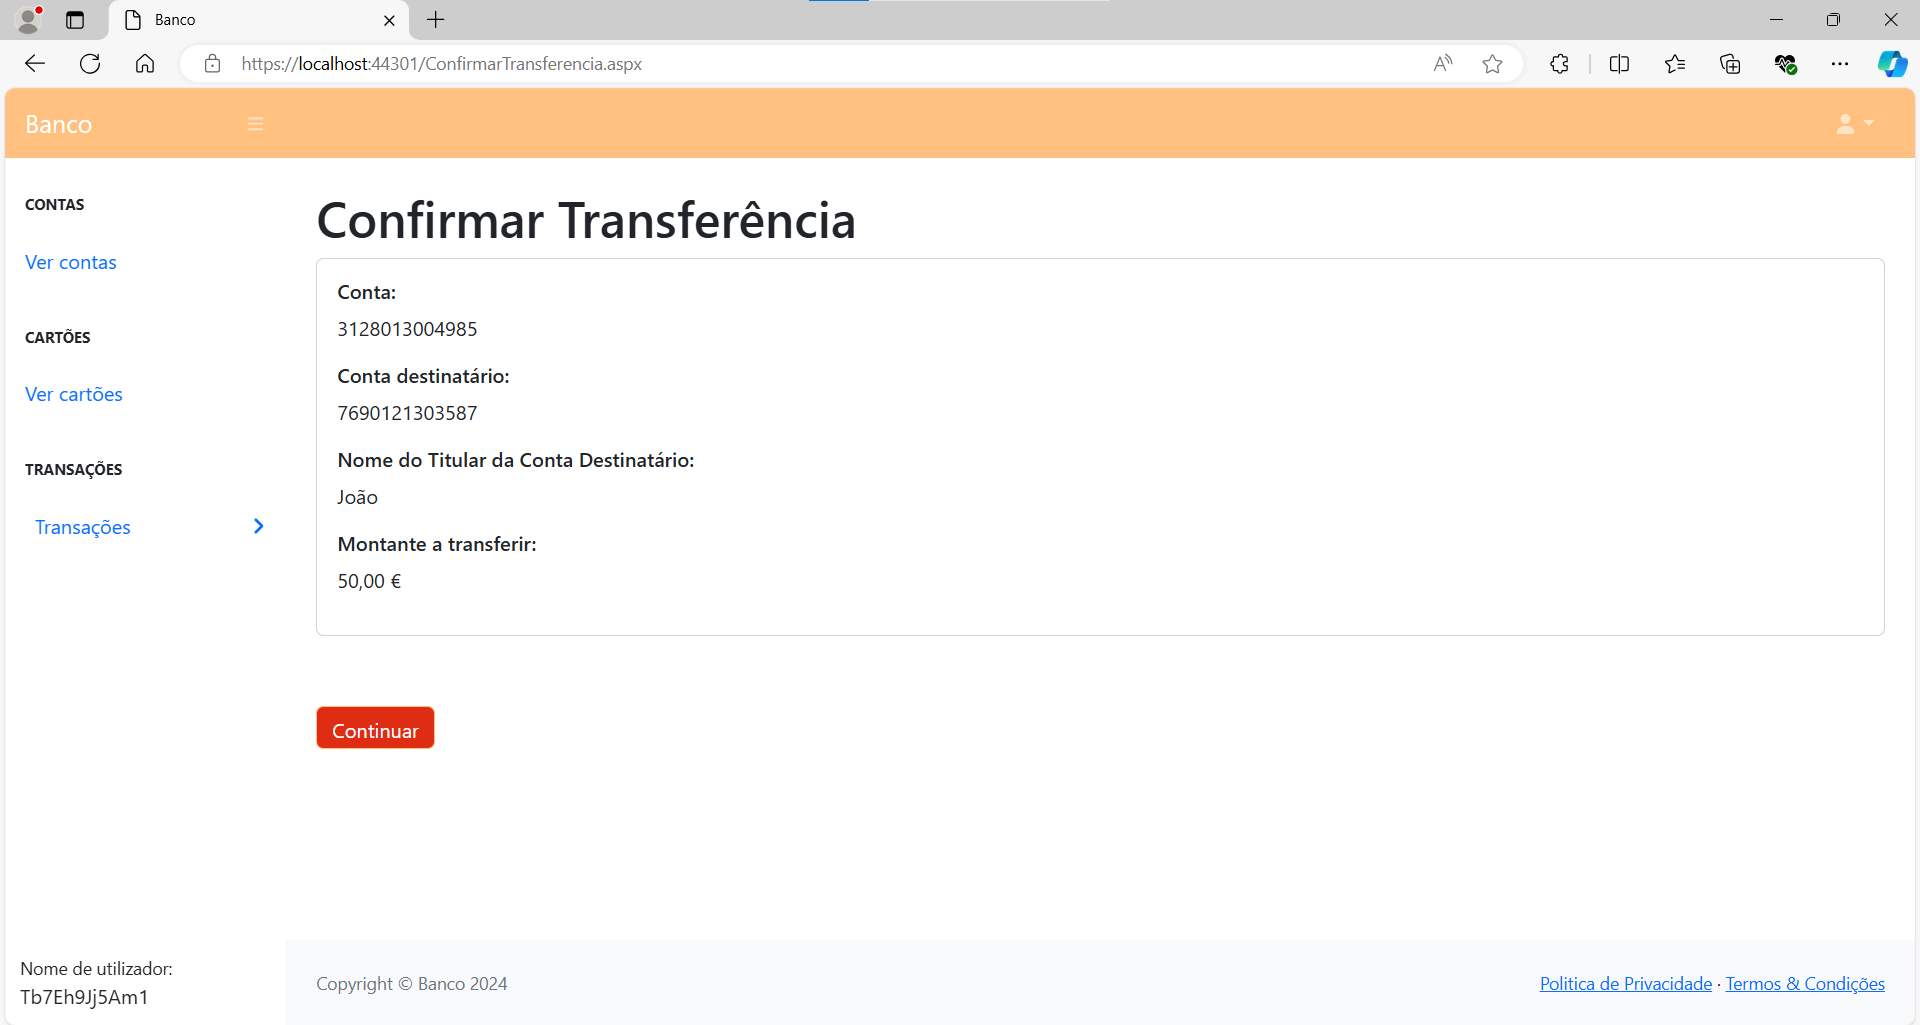 Banco
https://localhost:44301/ConfirmarTransferencia.aspx
Banco
CONTAS
Ver contas
CARTÕES
Ver cartões
TRANSAÇÕES
Transações
Confirmar Transferência
Conta:
3128013004985
Conta destinatário:
7690121303587
Nome do Titular da Conta Destinatário:
João
Montante a transferir:
50,00 €
Continuar
Nome de utilizador:
Tb7Eh9Jj5Am1
Copyright © Banco 2024
Politica de Privacidade · Termos & Condições